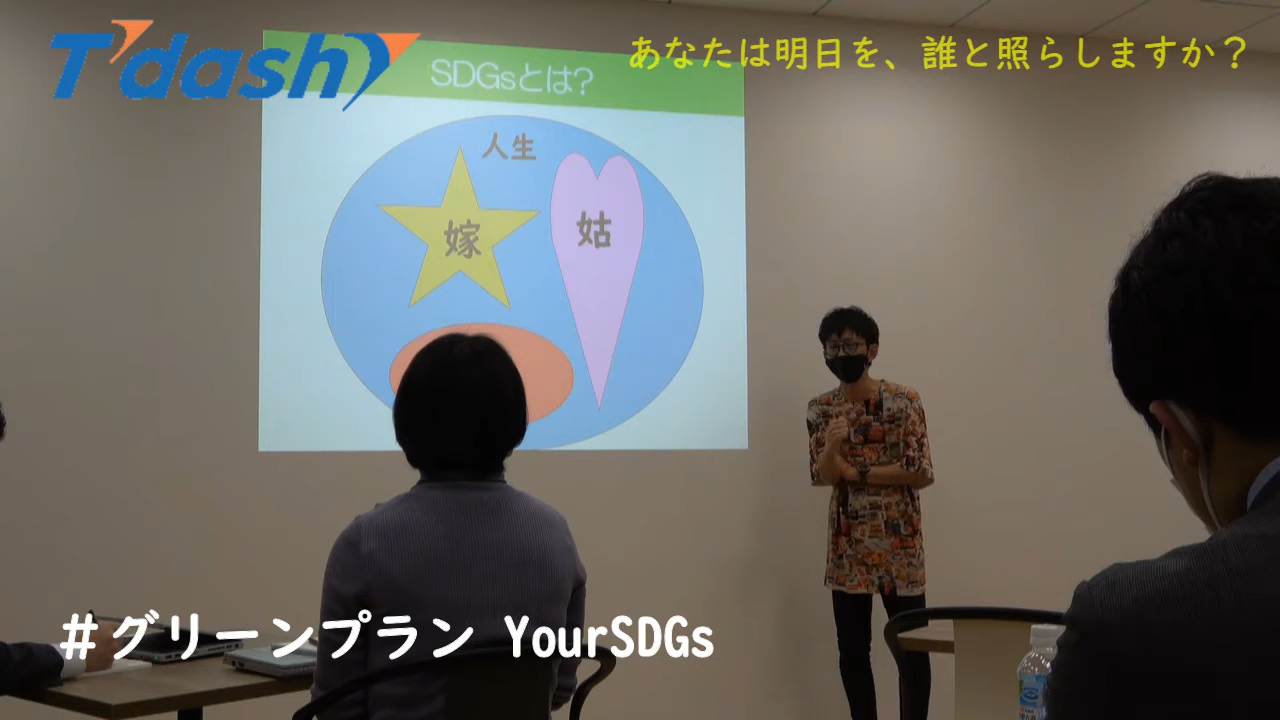 T'dash
あなたは明日を、誰と照らしますか？
SDGsとは?
人生
嫁
姑
＃グリーンプラン YourSDGs